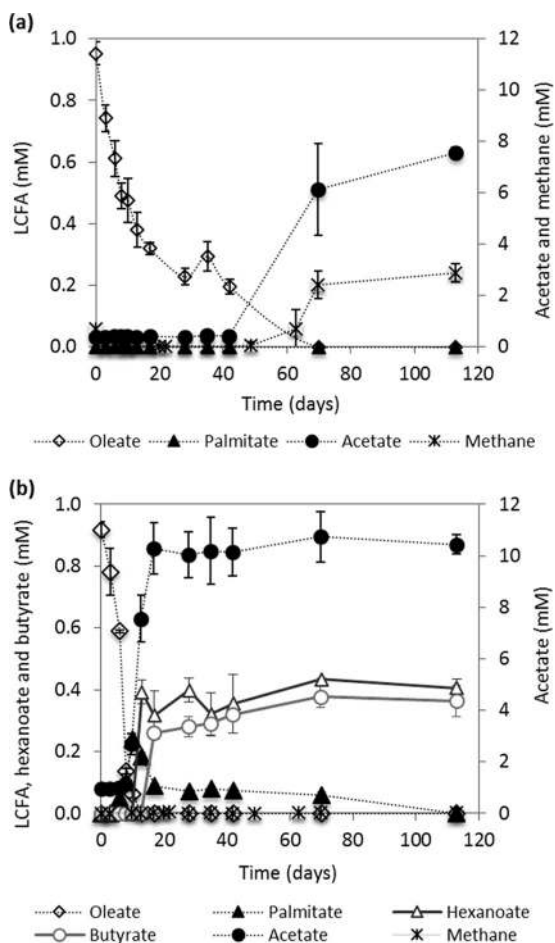 (a)
1.0
0.8
0.6
0.4
0.2
0.0
LCFA (mM)
12
10
8
6
4
2
0
Acetate and methane (mM)
0 20 40 60 80 100 120
Time (days)
Oleate Palmitate Acetate Methane
(b)
1.0
0.8
0.6
0.4
0.2
0.0
LCFA, hexanoate and butyrate (mM)
12
10
8
6
4
2
0
Acetate (mM)
0 20 40 60 80 100 120
Time (days)
Oleate Palmitate Hexanoate
Butyrate Acetate Methane